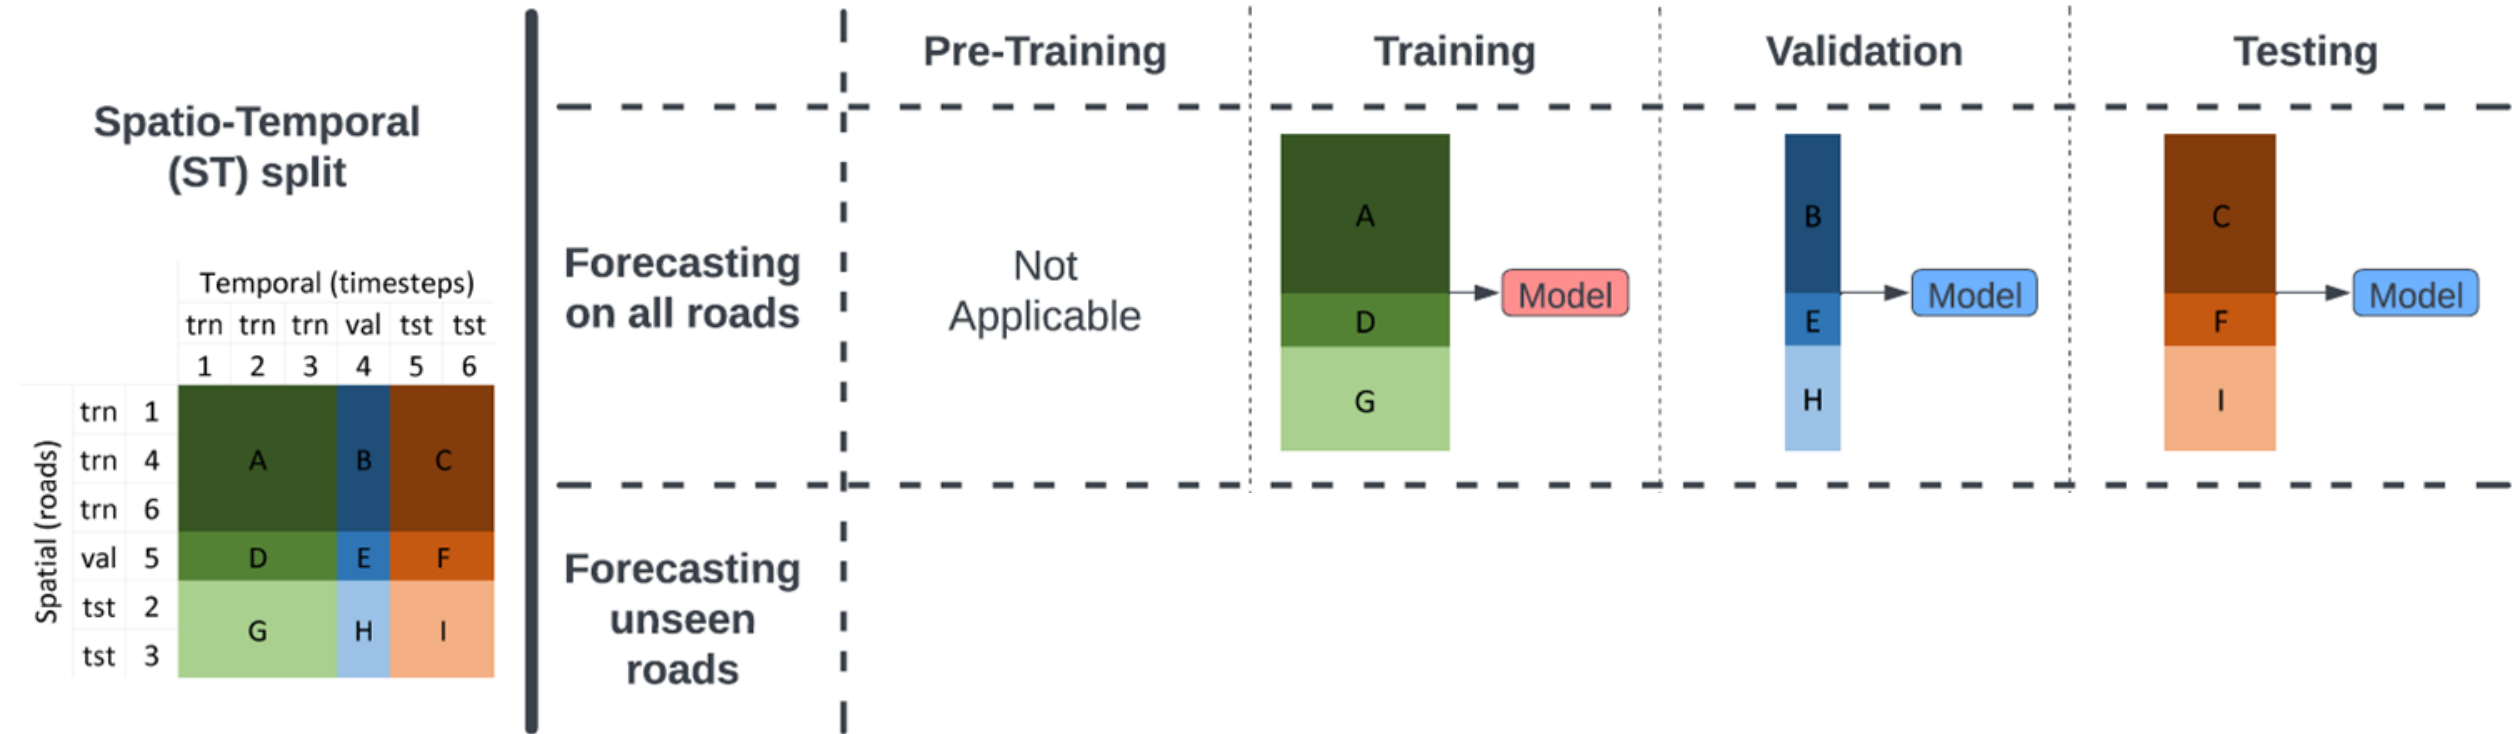 Spatio-Temporal
(ST) split
Temporal (timesteps)
trn trn trn val tst tst
1 2 3 4 5 6
Spatial (roads)
trn 1
trn 4
trn 6
val 5
tst 2
tst 3
A B C
D E F
G H I
Pre-Training Training Validation Testing
Forecasting
on all roads
Not
Applicable
A
D
G
Model
B
E
H
Model
C
F
I
Model
Forecasting
unseen
roads